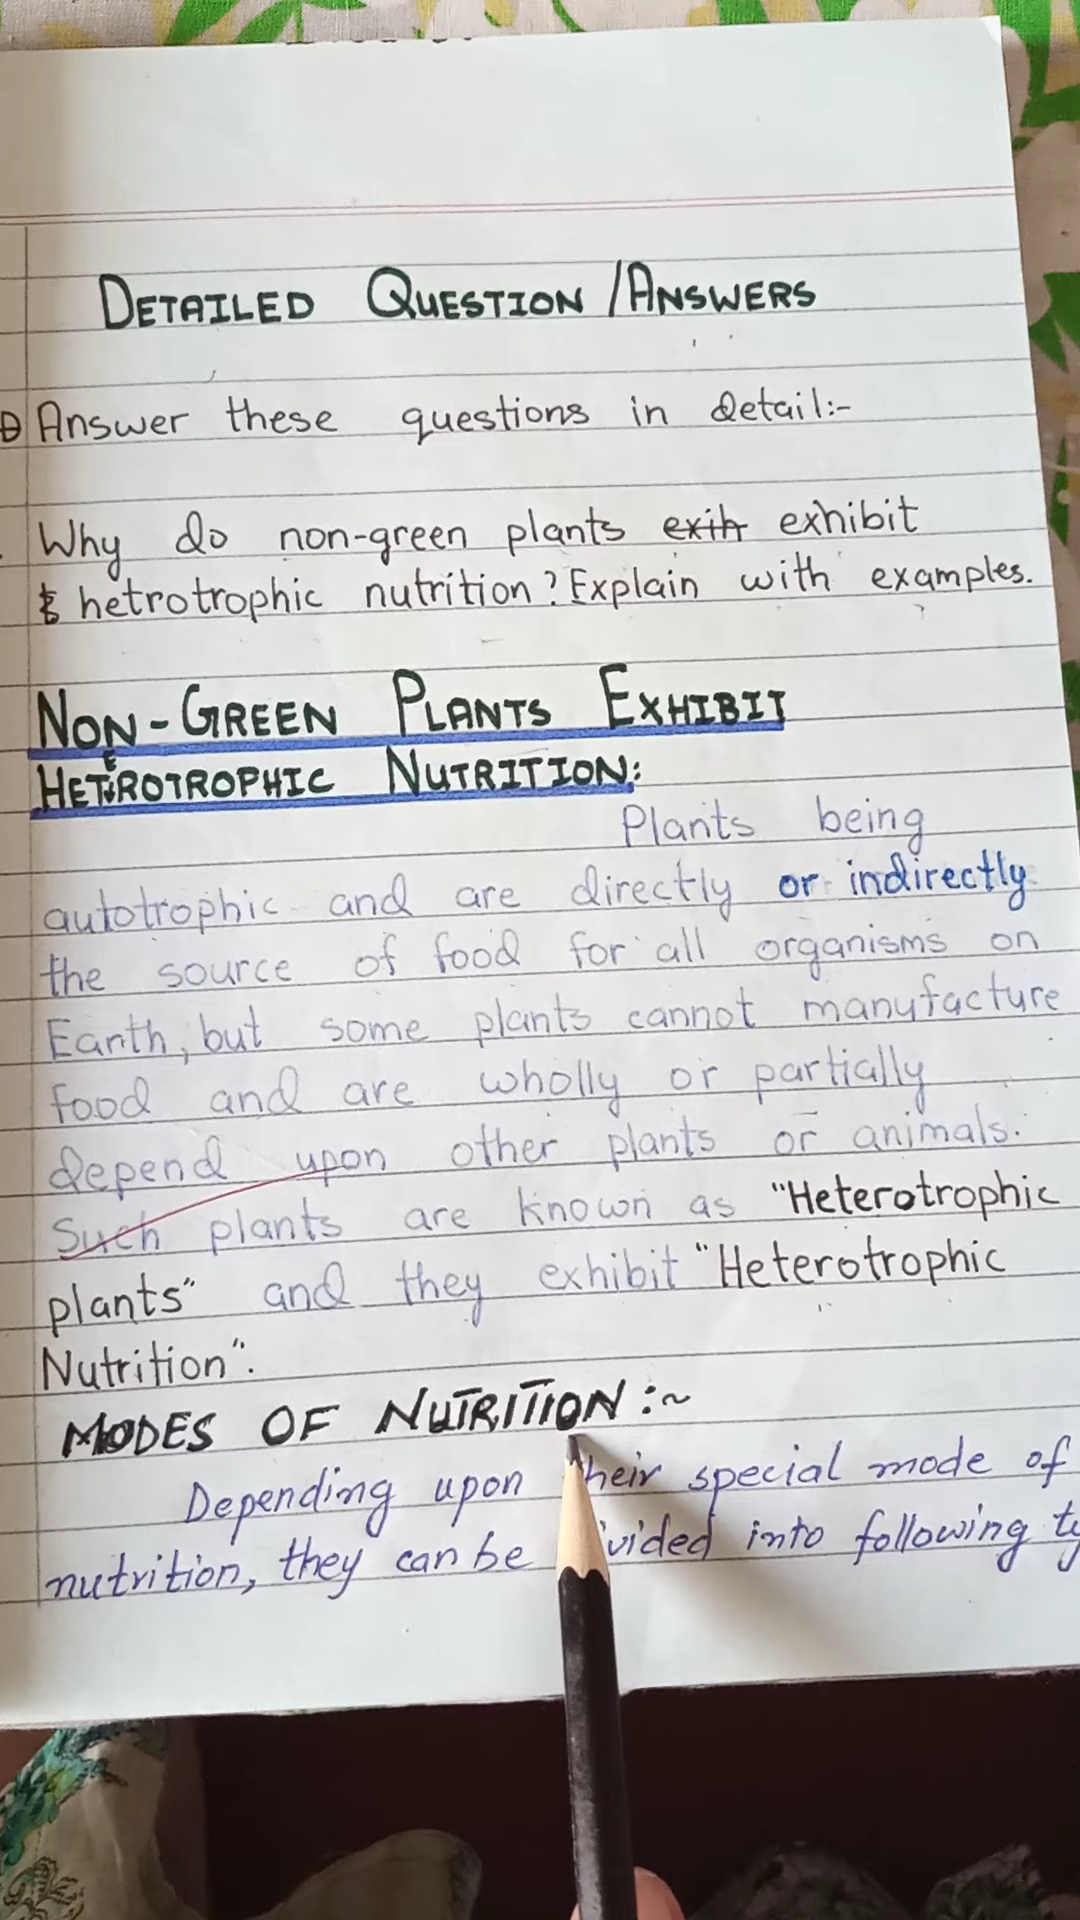 DETAILED QUESTION /ANSWERS
Answer these questions in detail:-
Why do non-green plants exith exhibit
hetrotrophic nutrition? Explain with examples.
NON-GREEN PLANTS EXHIBIT
HETEROTROPHIC NUTRITION:
Plants being
autotrophic and are directly or indirectly
the source of food for all organisms on
Earth, but some plants cannot manufacture
food and are wholly or partially
depend upon other plants or animals.
Such plants are known as "Heterotrophic
plants" and they exhibit "Heterotrophic
Nutrition".
MODES OF NUTRITION :~
Depending upon their special mode of
nutrition, they can be divided into following